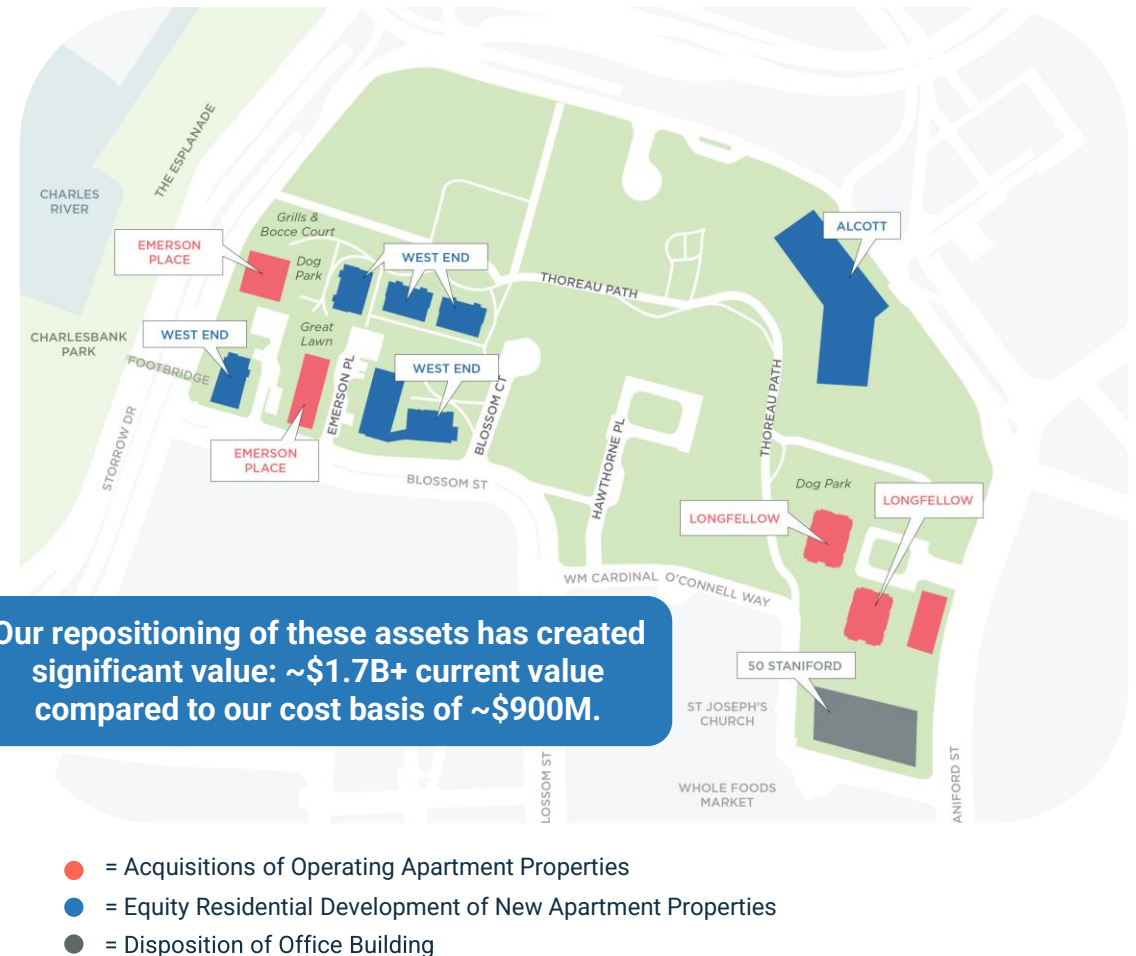 THE ESPLANADE
CHARLES
RIVER
Grills &
Bocce Court
ALCOTT
EMERSON
PLACE
Dog
Park
WEST END
THOREAU PATH
CHARLESBANK
PARK
WEST END
Great
Lawn
FOOTBRIDGE
EMERSON PL
WEST END
BLOSSOM CT
THOREAU PATH
STORROW DR
EMERSON
PLACE
BLOSSOM ST
HAWTHORNE PL
Dog Park
LONGFELLOW
LONGFELLOW
WM CARDINAL O'CONNELL WAY
Our repositioning of these assets has created
significant value: ~$1.7B+ current value
compared to our cost basis of ~$900M.
50 STANIFORD
ST JOSEPH'S
CHURCH
WHOLE FOODS
MARKET
LOSSOM ST
ANIFORD ST
= Acquisitions of Operating Apartment Properties
= Equity Residential Development of New Apartment Properties
= Disposition of Office Building